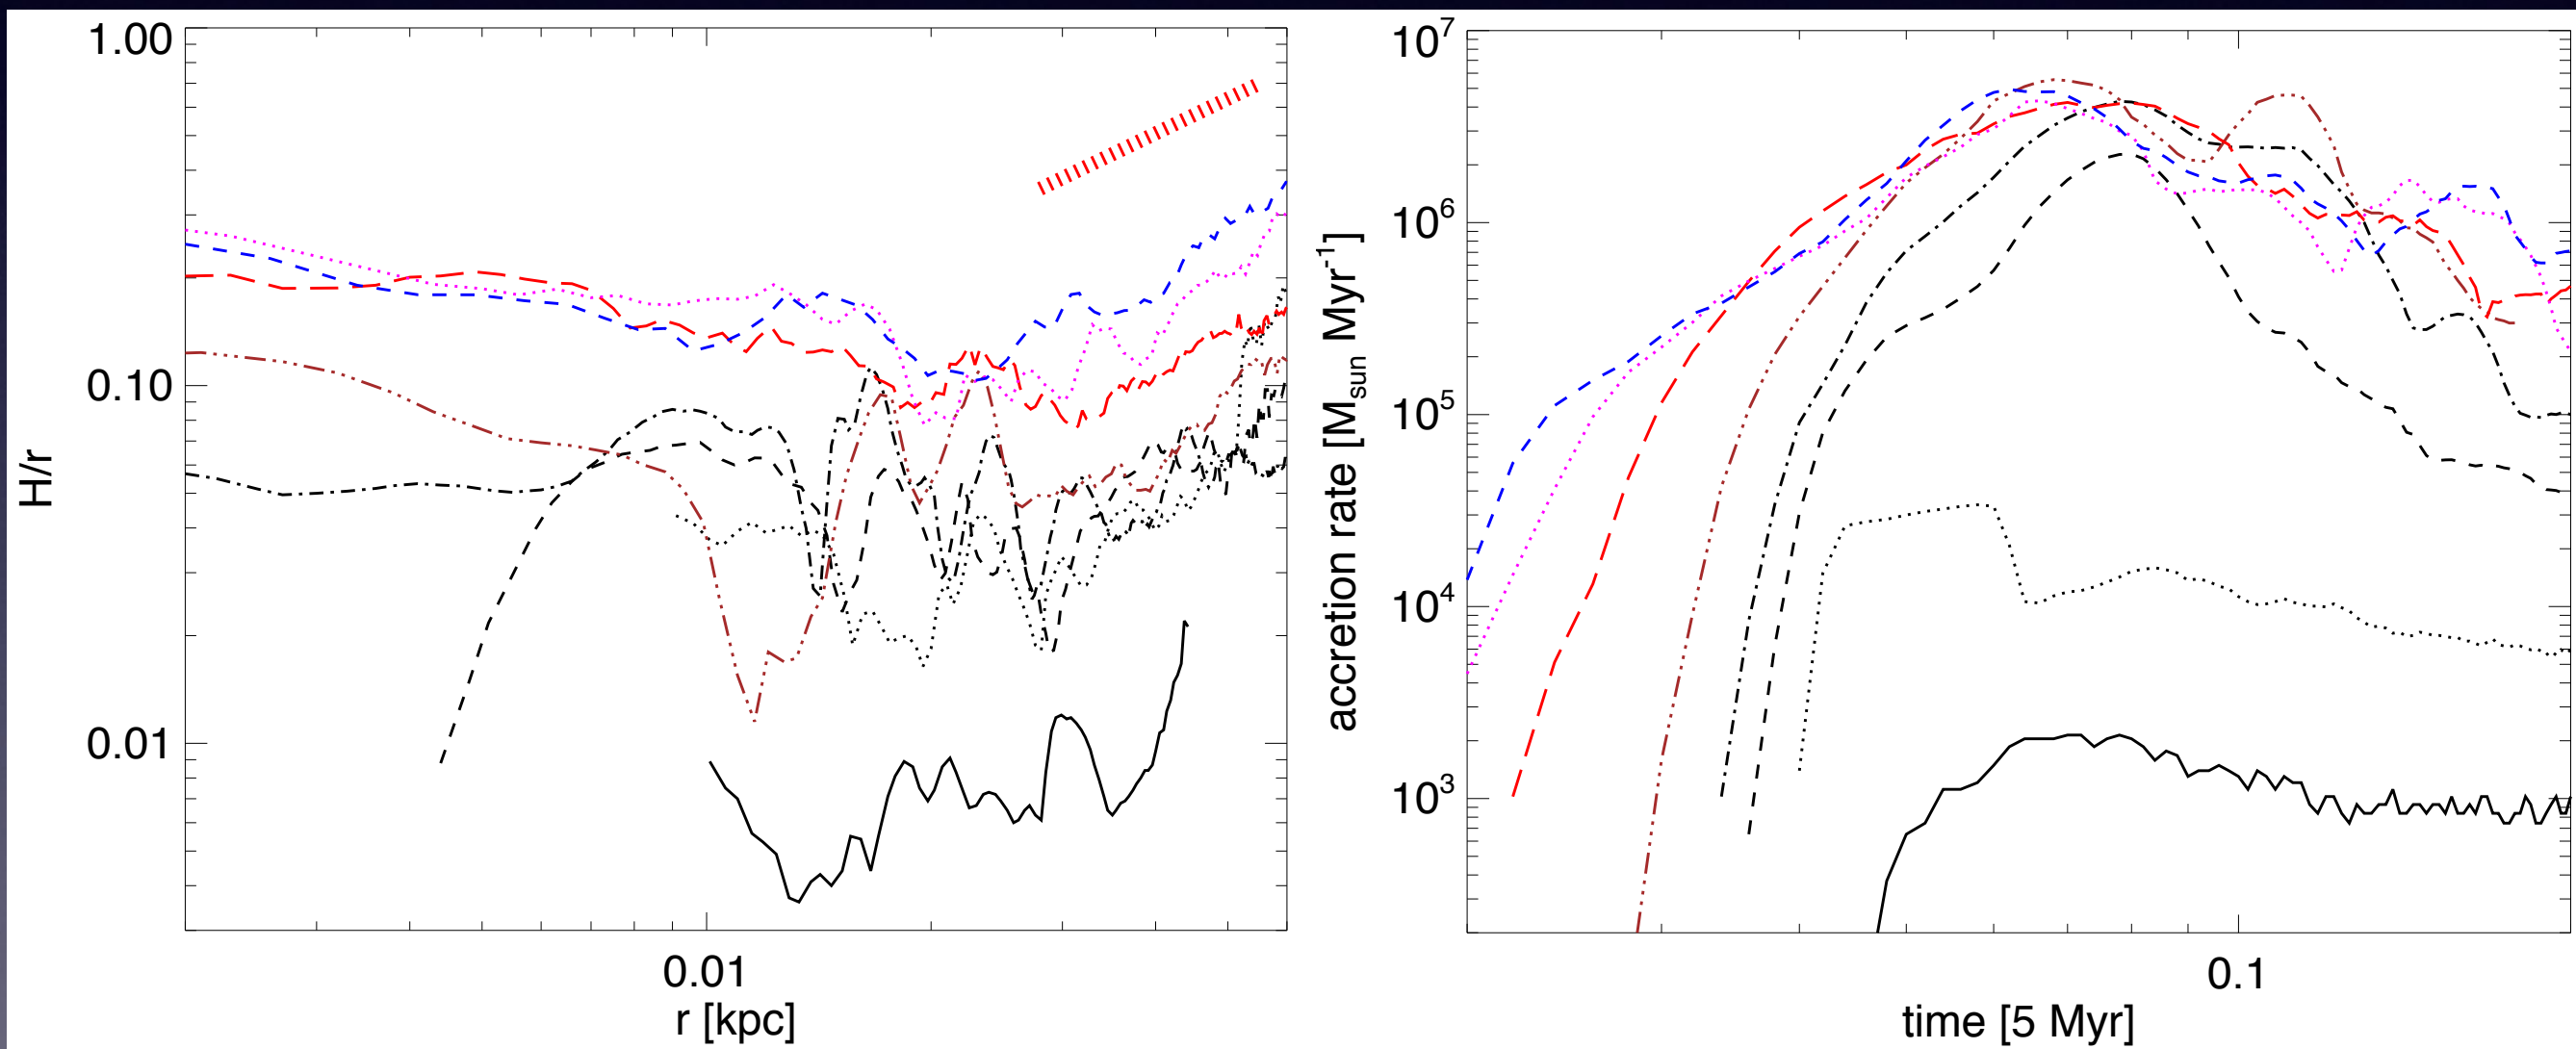 1.00
0.10
0.01
H/r
0.01
r [kpc]
10^7
10^6
10^5
10^4
10^3
accretion rate [M_sun Myr^-1]
0.1
time [5 Myr]